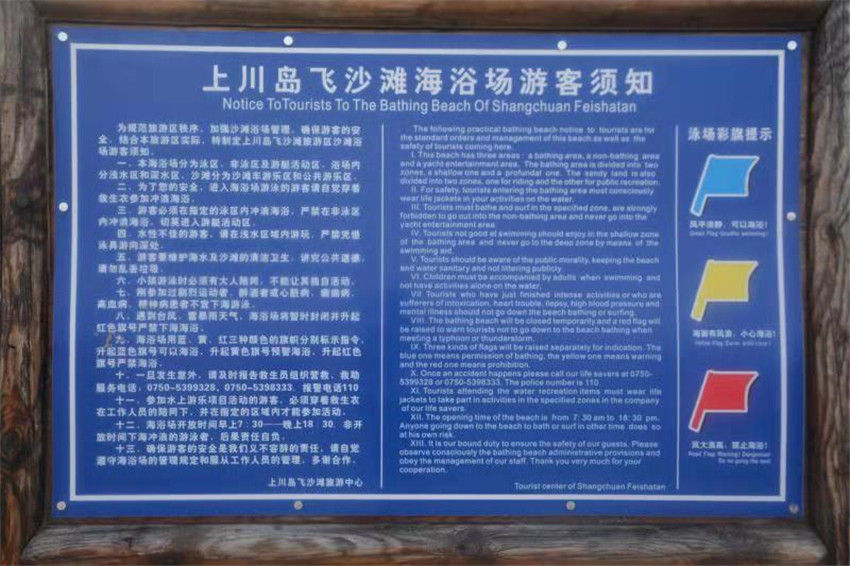 上川岛飞沙滩海浴场游客须知
Notice ToTourists To The Bathing Beach Of Shangchuan Feishatan
为规范旅游区秩序，加强沙滩浴场管理，确保游客的安
全，结合本旅游区实际，特制定上川岛飞沙滩旅游区沙滩浴
场游客须知。
一、本海浴场分为泳区、非泳区及游艇活动区，浴场内
分浅水区和深水区，沙滩分为沙滩车游乐区和公共游乐区。
二、为了您的安全，进入海浴场游泳的游客请自觉穿着
救生衣参加冲浪海浴。
三、游客必须在指定的泳区内冲浪海浴，严禁在非泳区
内冲浪海浴，切莫进入游艇活动区。
四、水性不佳的游客，请在浅水区域内游玩，严禁凭借
泳具游向深处。
五、游客要维护海水及沙滩的清洁卫生，讲究公共道德，
请勿乱丢垃圾。
六、小孩游泳时必须有大人陪同，不能让其独自活动。
七、刚参加过剧烈运动者、醉酒者或心脏病、癫痫病、
高血病、精神病患者不宜下海游泳。
八、遇到台风、雷暴雨天气，海浴场将暂时封闭并升起
红色旗号严禁下海海浴。
九、海浴场用蓝、黄、红三种颜色的旗帜分别标示指令，
升起蓝色旗号可以海浴，升起黄色旗号预警海浴，升起红色
旗号严禁海浴。
十、一旦发生意外，请及时报告救生员组织营救，救助
服务电话，0750-5399328、0750-5398333，报警电话110
十一、参加水上游乐项目活动的游客，必须穿着救生衣
在工作人员的陪同下，并在指定的区域内才能参加活动。
十二、海浴场开放时间早上7：30——晚上18：30，非开
放时间下海冲浪的游泳者，后果责任自负。
十三、确保游客的安全是我们义不容辞的责任，请自觉
遵守海浴场的管理规定和服从工作人员的管理，多谢合作。
上川岛飞沙滩旅游中心
The following practical bathing beach notice to tourists are for
the standard orders and management of this beach as well as the
safety of tourists coming here.
I. This beach has three areas : a bathing area, a non-bathing area
and a yacht entertainment area. The bathing area is divided into two
zones, a shallow one and a profundal one. The sandy land is also
divided into two zones, one for riding and the other for public recreation.
II. For safety, tourists entering the bathing area must consciously
wear life jackets in your activities on the water.
III. Tourists must bathe and surf in the specified zone, are strongly
forbidden to go out into the non-bathing area and never go into the
yacht entertainment area.
IV. Tourists not good at swimming should enjoy in the shallow zone
of the bathing area and never go to the deep zone by means of the
swimming aid.
V. Tourists should be aware of the public morality, keeping the beach
and water sanitary and not littering publicly.
VI. Children must be accompanied by adults when swimming and
not have activities alone on the water.
VII. Tourists who have just finished intense activities or who are
sufferers of intoxication, heart trouble, ilepsy, high blood pressure and
mental illness should not go down the beach bathing or surfing.
VIII. The bathing beach will be closed temporarily and a red flag will
be raised to warn tourists not to go down to the beach bathing when
meeting a typhoon or thunderstorm.
IX. Three kinds of flags will be raised separately for indication. The
blue one means permission of bathing, the yellow one means warning
and the red one means prohibition.
X. Once an accident happens please call our life savers at 0750-
5399328 or 0750-5398333. The police number is 110.
XI. Tourists attending the water recreation items must wear life
jackets to take part in activities in the specified zones in the company
of our life savers.
XII. The opening time of the beach is from 7: 30 am to 18: 30 pm.
Anyone going down to the beach to bath or surf in other time does so
at his own risk.
XIII. It is our bound duty to ensure the safety of our guests. Please
observe consciously the bathing beach administrative provisions and
obey the management of our staff. Thank you very much for your
cooperation.
Tourist center of Shangchuan Feishatan
泳场彩旗提示
风平浪静，可以海浴！
海面有风浪，小心海浴！
风大浪高，禁止海浴！
Read Flag Warning! Dangerous!
Do no going the swd